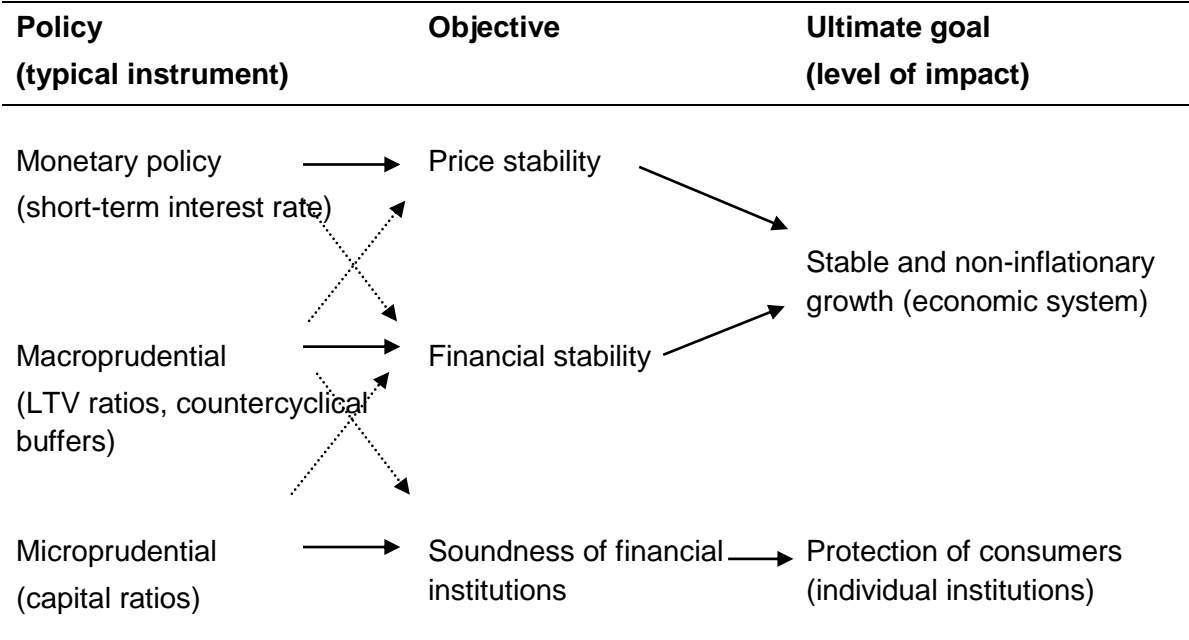 Policy
(typical instrument)
Objective
Ultimate goal
(level of impact)
Monetary policy
(short-term interest rate)
Price stability
Stable and non-inflationary
growth (economic system)
Macroprudential
(LTV ratios, countercyclical
buffers)
Financial stability
Microprudential
(capital ratios)
Soundness of financial
institutions
Protection of consumers
(individual institutions)